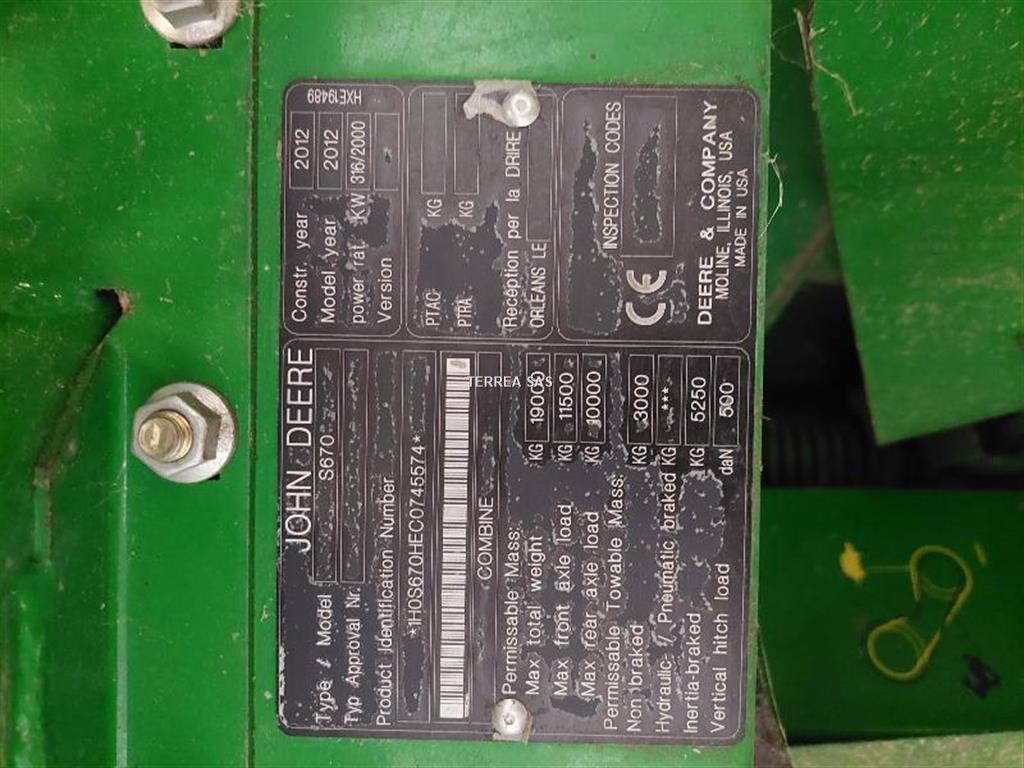 JOHN DEERE
Type / Model S670
Typ Approval Nr.
Product Identification Number
*1H0S670HEC0745574*
COMBINE
Permissable Mass:
Max total weight KG 19000
Max front axle load KG 11500
Max rear axle load KG 10000
Permissable Towable Mass:
Non braked KG 3000
Hydraulic / Pneumatic braked KG ***
Inertia-braked KG 5250
Vertical hitch load daN 500
HXE19489
Constr. year 2012
Model year 2012
power rat. KW 316/2000
Version
PTAC KG
PTRA KG
Reception per la DRIRE
ORLEANS LE
INSPECTION CODES
CE
DEERE & COMPANY
MOLINE, ILLINOIS, USA
MADE IN USA
TERREA SAS